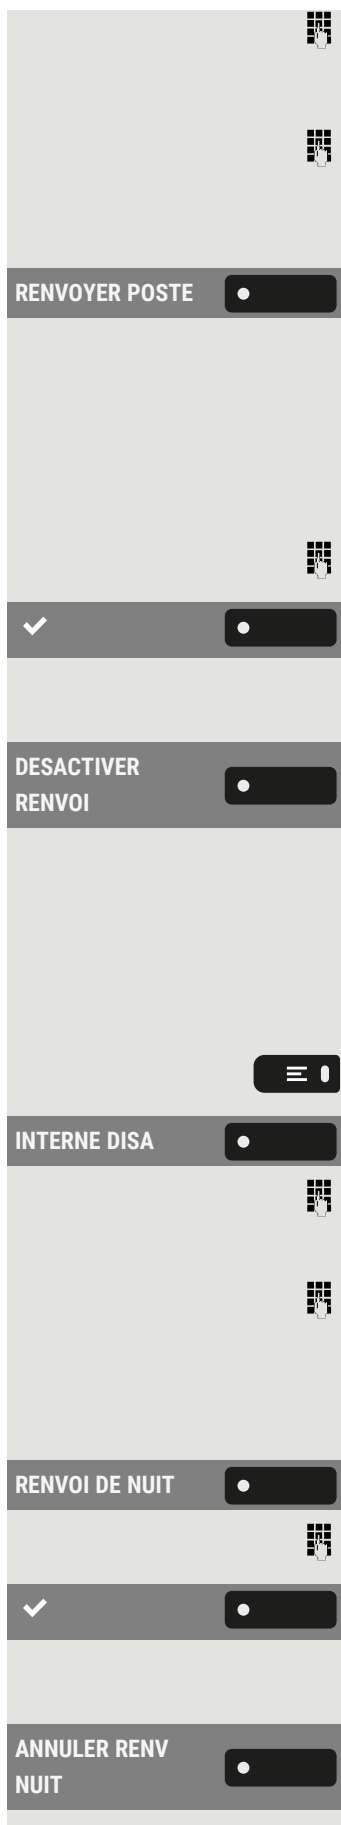 RENVOYER POSTE
DESACTIVER
RENVOI
INTERNE DISA
RENVOI DE NUIT
ANNULER RENV
NUIT